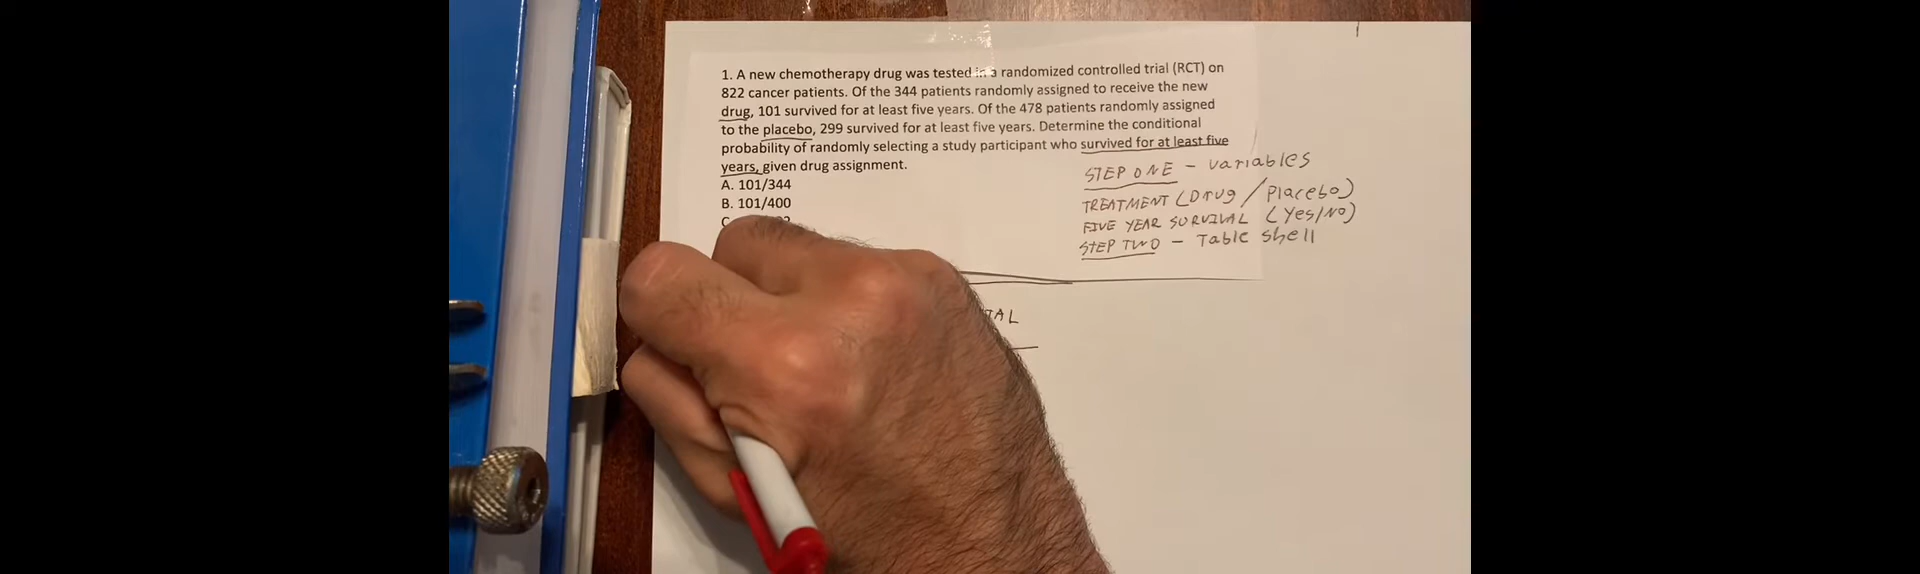 1. A new chemotherapy drug was tested in a randomized controlled trial (RCT) on
822 cancer patients. Of the 344 patients randomly assigned to receive the new
drug, 101 survived for at least five years. Of the 478 patients randomly assigned
to the placebo, 299 survived for at least five years. Determine the conditional
probability of randomly selecting a study participant who survived for at least five
years, given drug assignment.
A. 101/344
B. 101/400
STEP ONE - variables
TREATMENT (Drug / Placebo)
FIVE YEAR SURVIVAL (Yes/No)
STEP TWO - Table shell